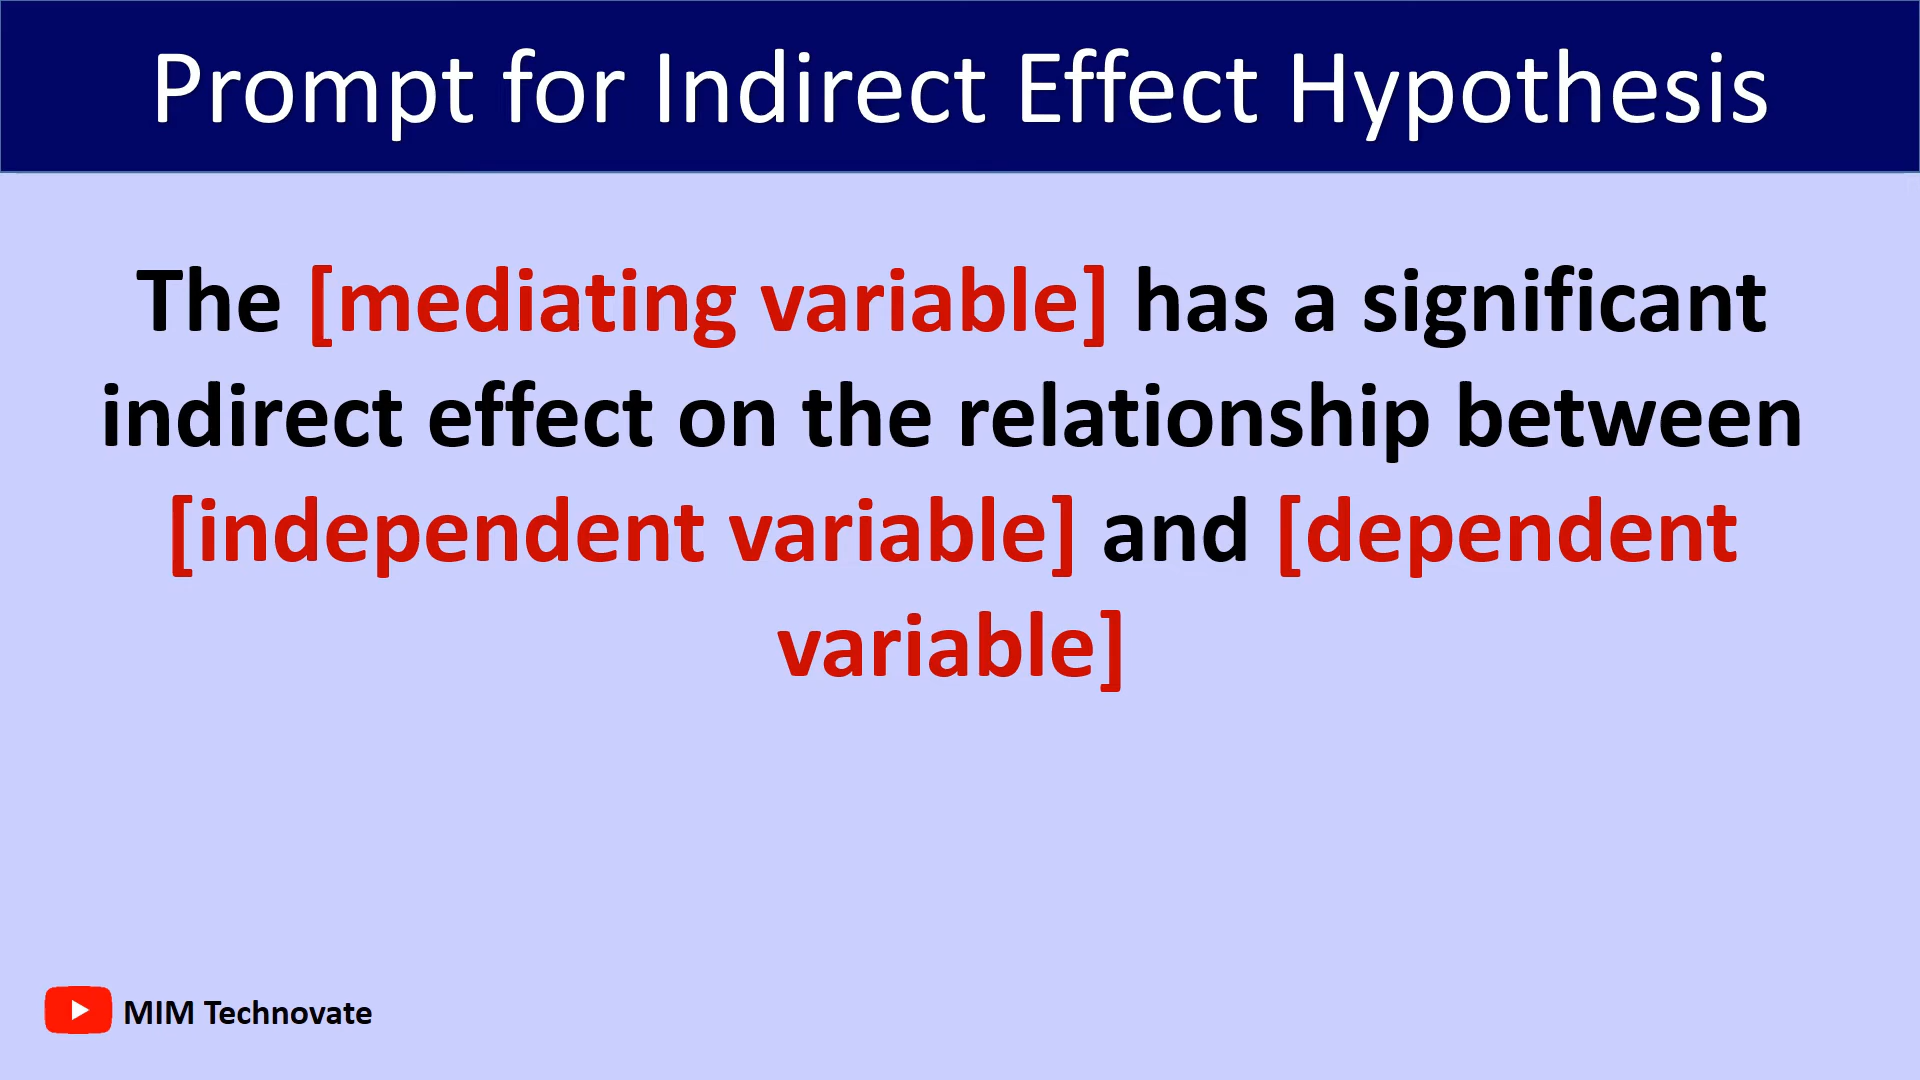 Prompt for Indirect Effect Hypothesis
The [mediating variable] has a significant
indirect effect on the relationship between
[independent variable] and [dependent
variable]
MIM Technovate